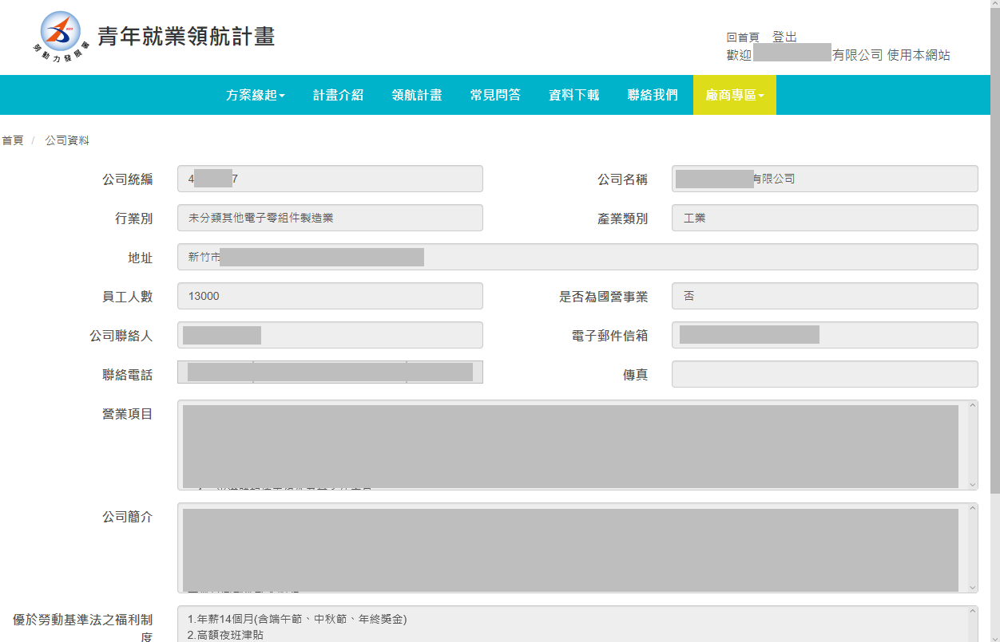 勞動力發展署
青年就業領航計畫
回首頁 登出
歡迎 有限公司 使用本網站
方案緣起 計畫介紹 領航計畫 常見問答 資料下載 聯絡我們 廠商專區
首頁 / 公司資料
公司統編 4 7 公司名稱 有限公司
行業別 未分類其他電子零組件製造業 產業類別 工業
地址 新竹市
員工人數 13000 是否為國營事業 否
公司聯絡人 電子郵件信箱
聯絡電話 傳真
營業項目
公司簡介
優於勞動基準法之福利制
度
1.年薪14個月(含端午節、中秋節、年終獎金)
2.高額夜班津貼